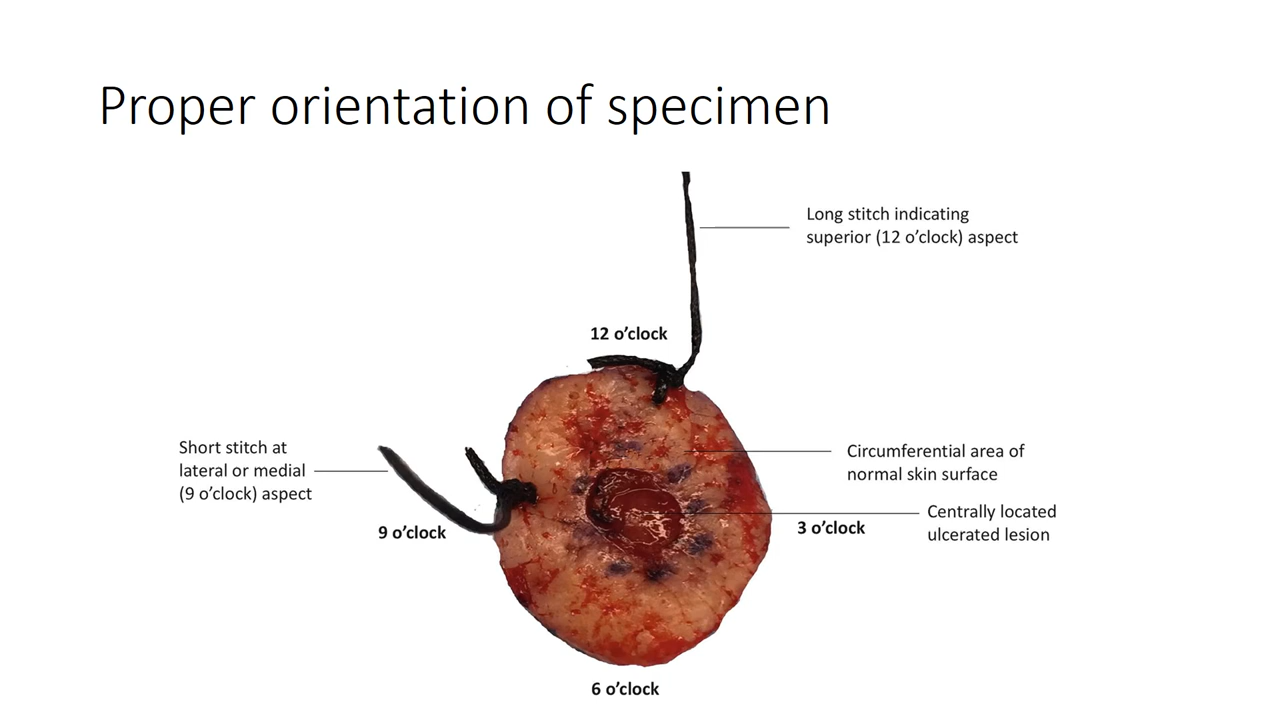 Proper orientation of specimen
Long stitch indicating
superior (12 o’clock) aspect
12 o’clock
Short stitch at
lateral or medial
(9 o’clock) aspect
Circumferential area of
normal skin surface
Centrally located
ulcerated lesion
3 o’clock
9 o’clock
6 o’clock